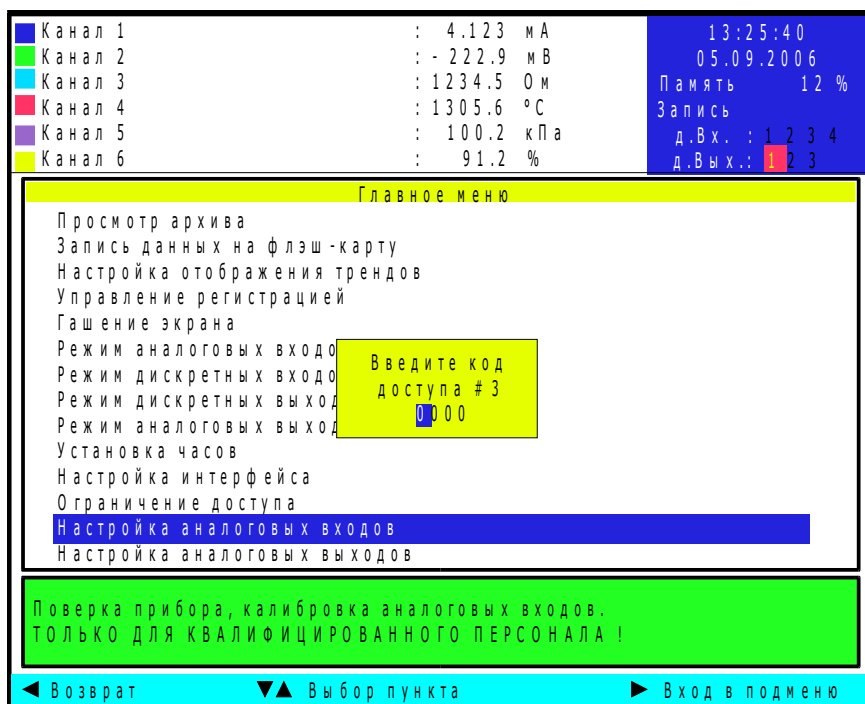 Канал 1 : 4.123 мА
Канал 2 : - 222.9 мВ
Канал 3 : 1234.5 Ом
Канал 4 : 1305.6 °С
Канал 5 : 100.2 кПа
Канал 6 : 91.2 %
13:25:40
05.09.2006
Память 12 %
Запись
д.Вх. : 1 2 3 4
д.Вых.: 1 2 3
Главное меню
Просмотр архива
Запись данных на флэш-карту
Настройка отображения трендов
Управление регистрацией
Гашение экрана
Режим аналоговых входо
Режим дискретных входо
Режим дискретных выход
Режим аналоговых выход
Введите код
доступа #3
0000
Установка часов
Настройка интерфейса
Ограничение доступа
Настройка аналоговых входов
Настройка аналоговых выходов
Поверка прибора, калибровка аналоговых входов.
ТОЛЬКО ДЛЯ КВАЛИФИЦИРОВАННОГО ПЕРСОНАЛА !
◄ Возврат ▼▲ Выбор пункта ► Вход в подменю